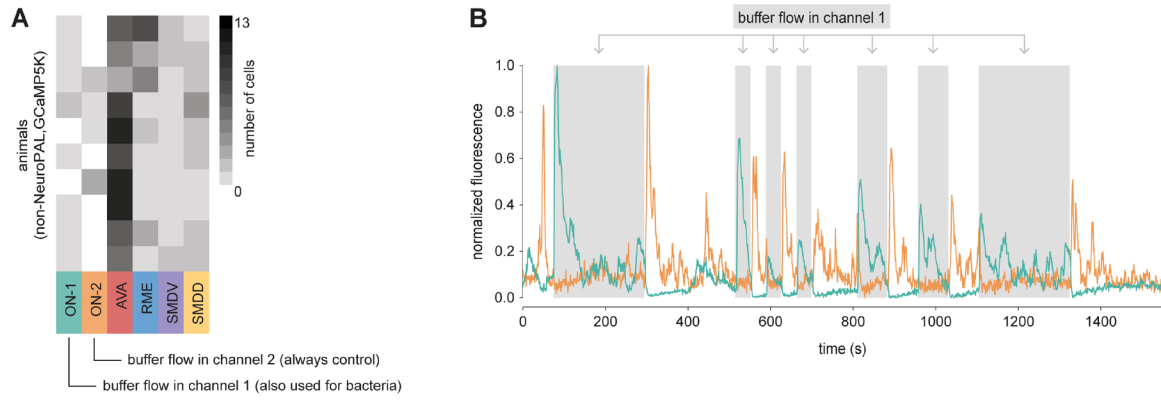 A
animals
(non-NeuroPAL,GCaMP5K)
13
number of cells
0
ON-1
ON-2
AVA
RME
SMDV
SMDD
buffer flow in channel 2 (always control)
buffer flow in channel 1 (also used for bacteria)
B
buffer flow in channel 1
normalized fluorescence
1.0
0.8
0.6
0.4
0.2
0.0
0
200
400
600
800
1000
1200
1400
time (s)